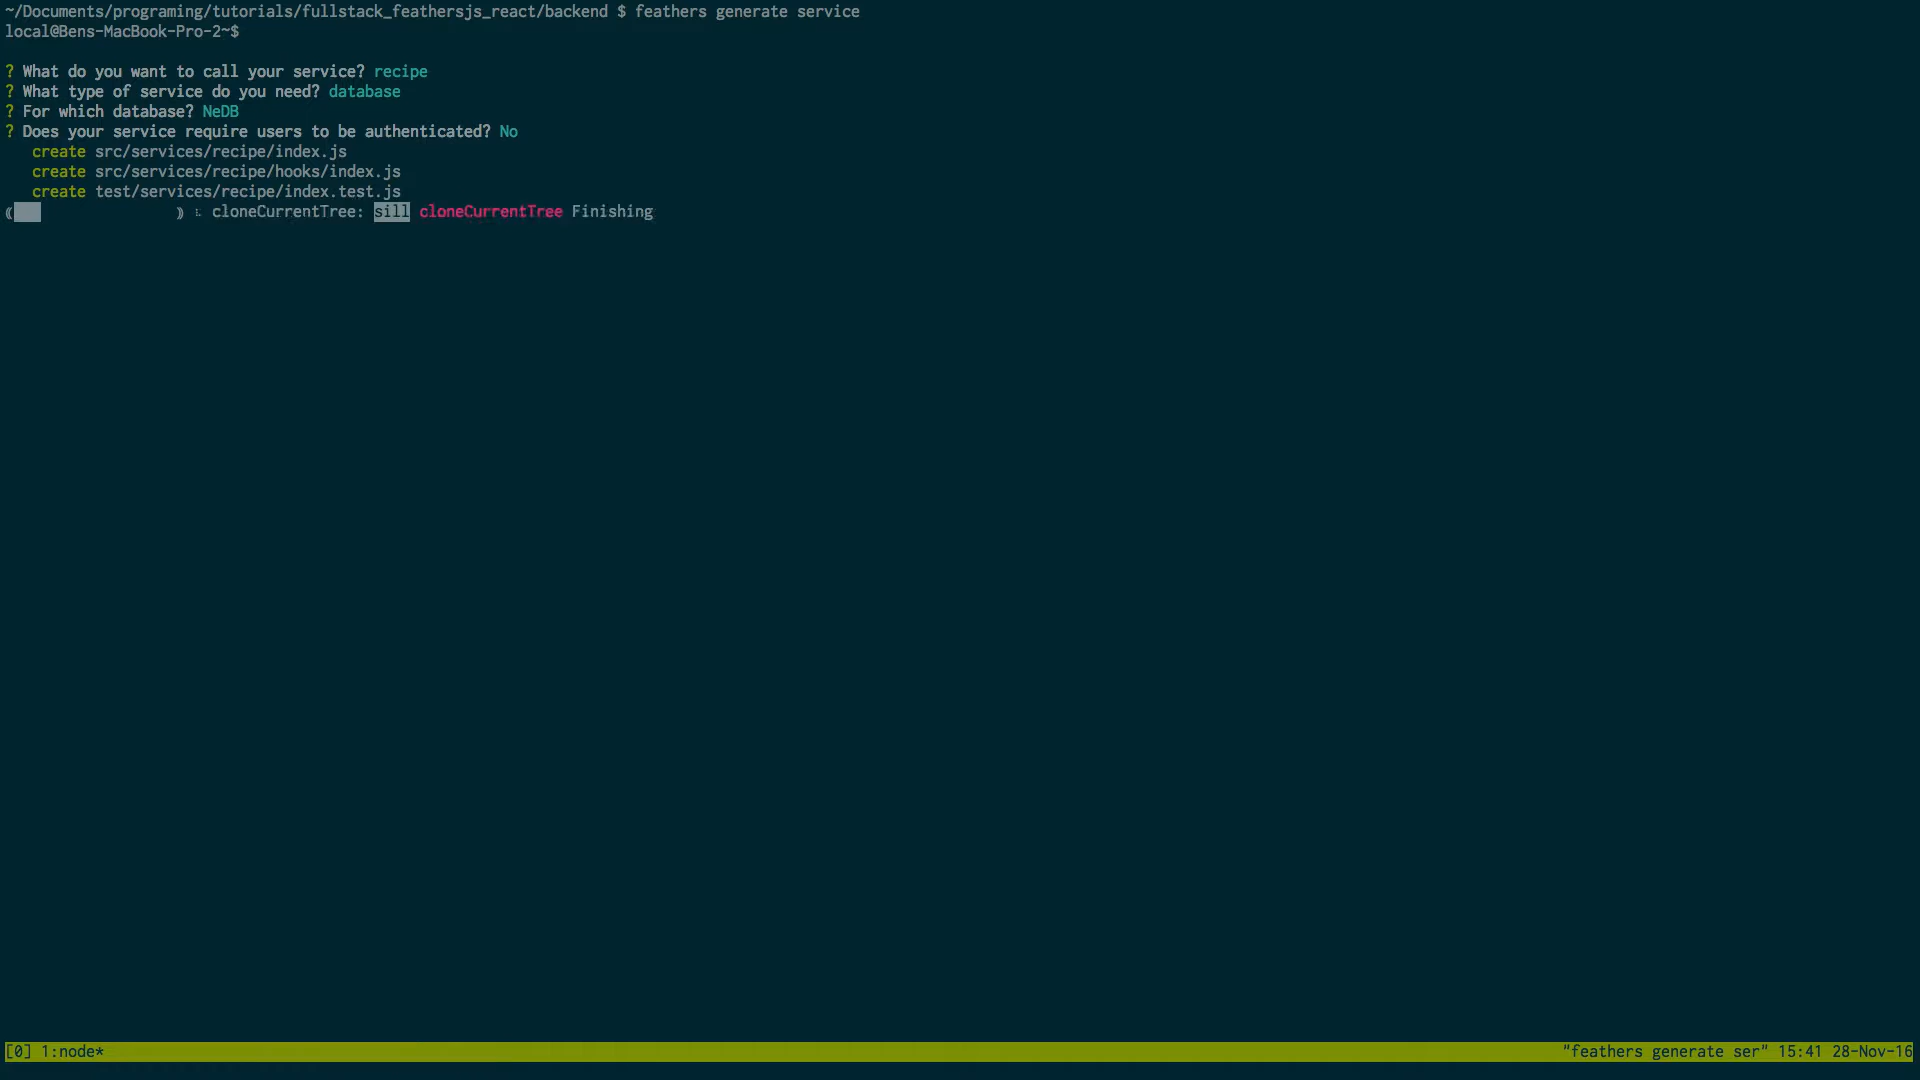 ~/Documents/programing/tutorials/fullstack_feathersjs_react/backend $ feathers generate service
local@Bens-MacBook-Pro-2~$
? What do you want to call your service? recipe
? What type of service do you need? database
? For which database? NeDB
? Does your service require users to be authenticated? No
create src/services/recipe/index.js
create src/services/recipe/hooks/index.js
create test/services/recipe/index.test.js
cloneCurrentTree: sill cloneCurrentTree Finishing
[0] 1:node* "feathers generate ser" 15:41 28-Nov-16